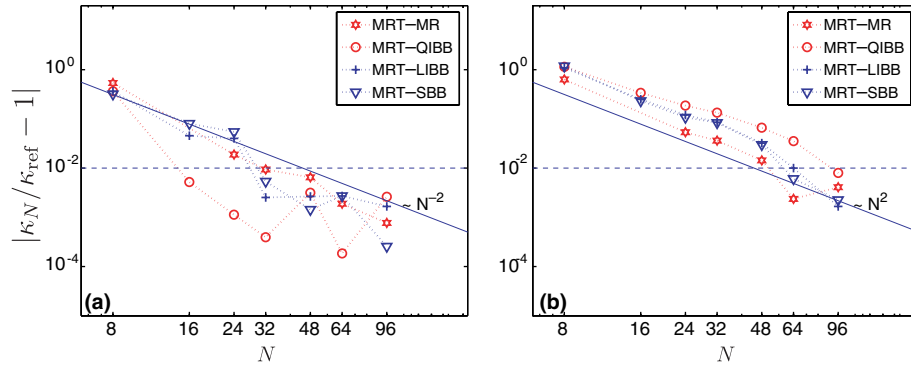 MRT−MR
MRT−QIBB
MRT−LIBB
MRT−SBB
10^0
10^-2
10^-4
|κ_N/κ_ref − 1|
~ N^−2
(a)
8 16 24 32 48 64 96
N
MRT−MR
MRT−QIBB
MRT−LIBB
MRT−SBB
10^0
10^-2
10^-4
~ N^2
(b)
8 16 24 32 48 64 96
N